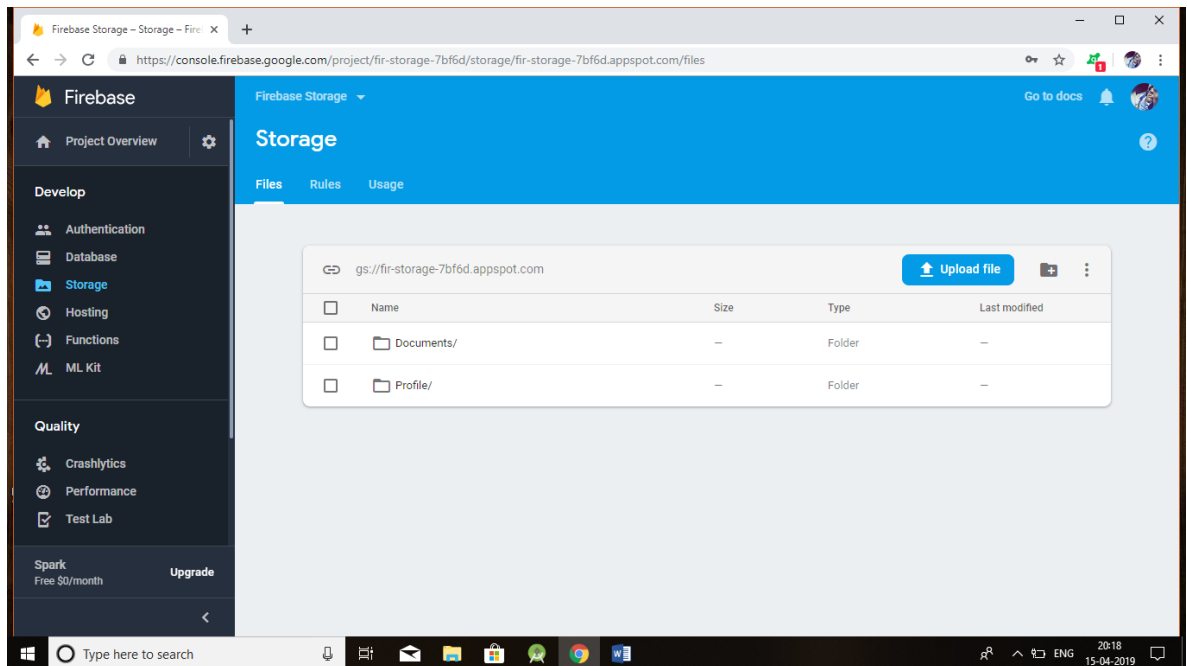 Firebase Storage – Storage – Fire
https://console.firebase.google.com/project/fir-storage-7bf6d/storage/fir-storage-7bf6d.appspot.com/files
1
Firebase
Firebase Storage
Go to docs
Project Overview
Storage
?
Files Rules Usage
Develop
Authentication
Database
Storage
Hosting
Functions
ML Kit
Quality
Crashlytics
Performance
Test Lab
Spark
Free $0/month
Upgrade
gs://fir-storage-7bf6d.appspot.com
Upload file
Name Size Type Last modified
Documents/ – Folder –
Profile/ – Folder –
Type here to search
W
ENG
20:18
15-04-2019